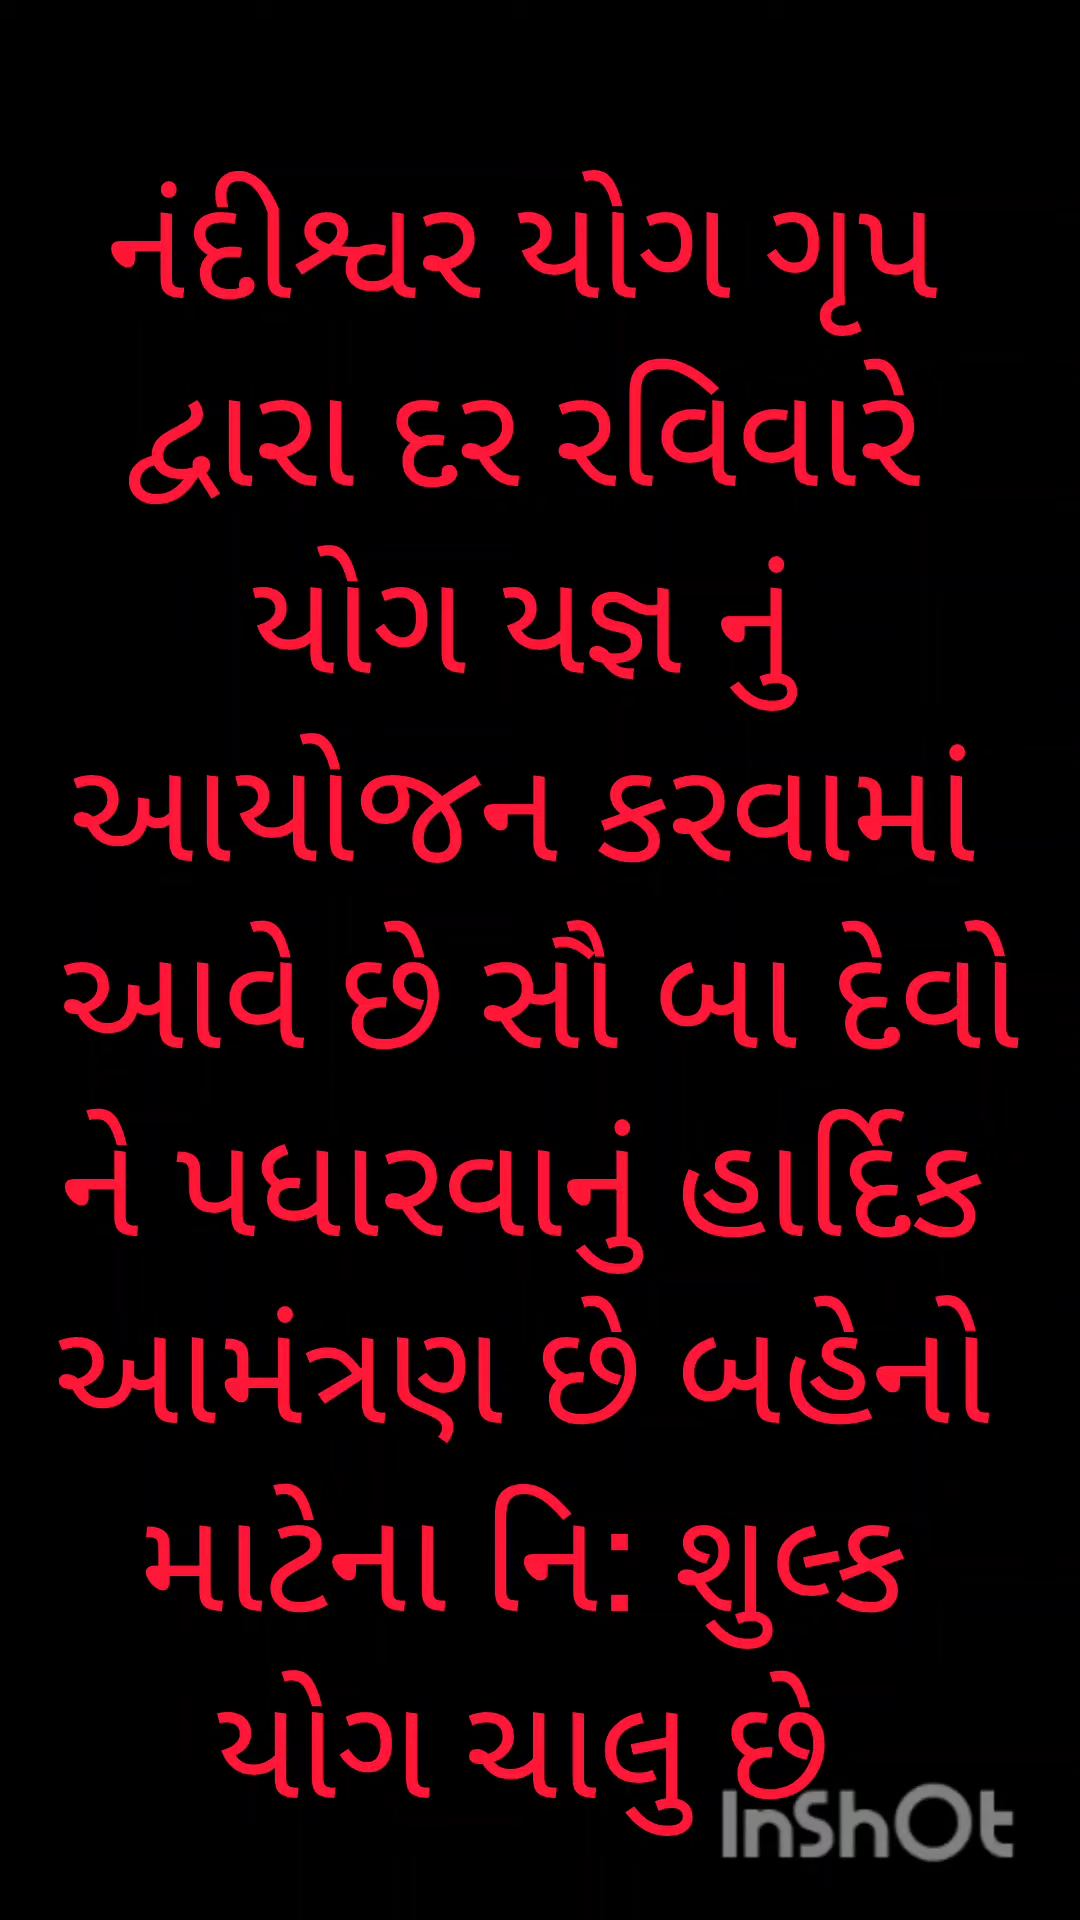 નંદીશ્વર યોગ ગૃપ
દ્વારા દર રવિવારે
યોગ યજ્ઞ નું
આયોજન કરવામાં
આવે છે સૌ બા દેવો
ને પધારવાનું હાર્દિક
આમંત્રણ છે બહેનો
માટેના નિ: શુલ્ક
યોગ ચાલુ છે
InShOt